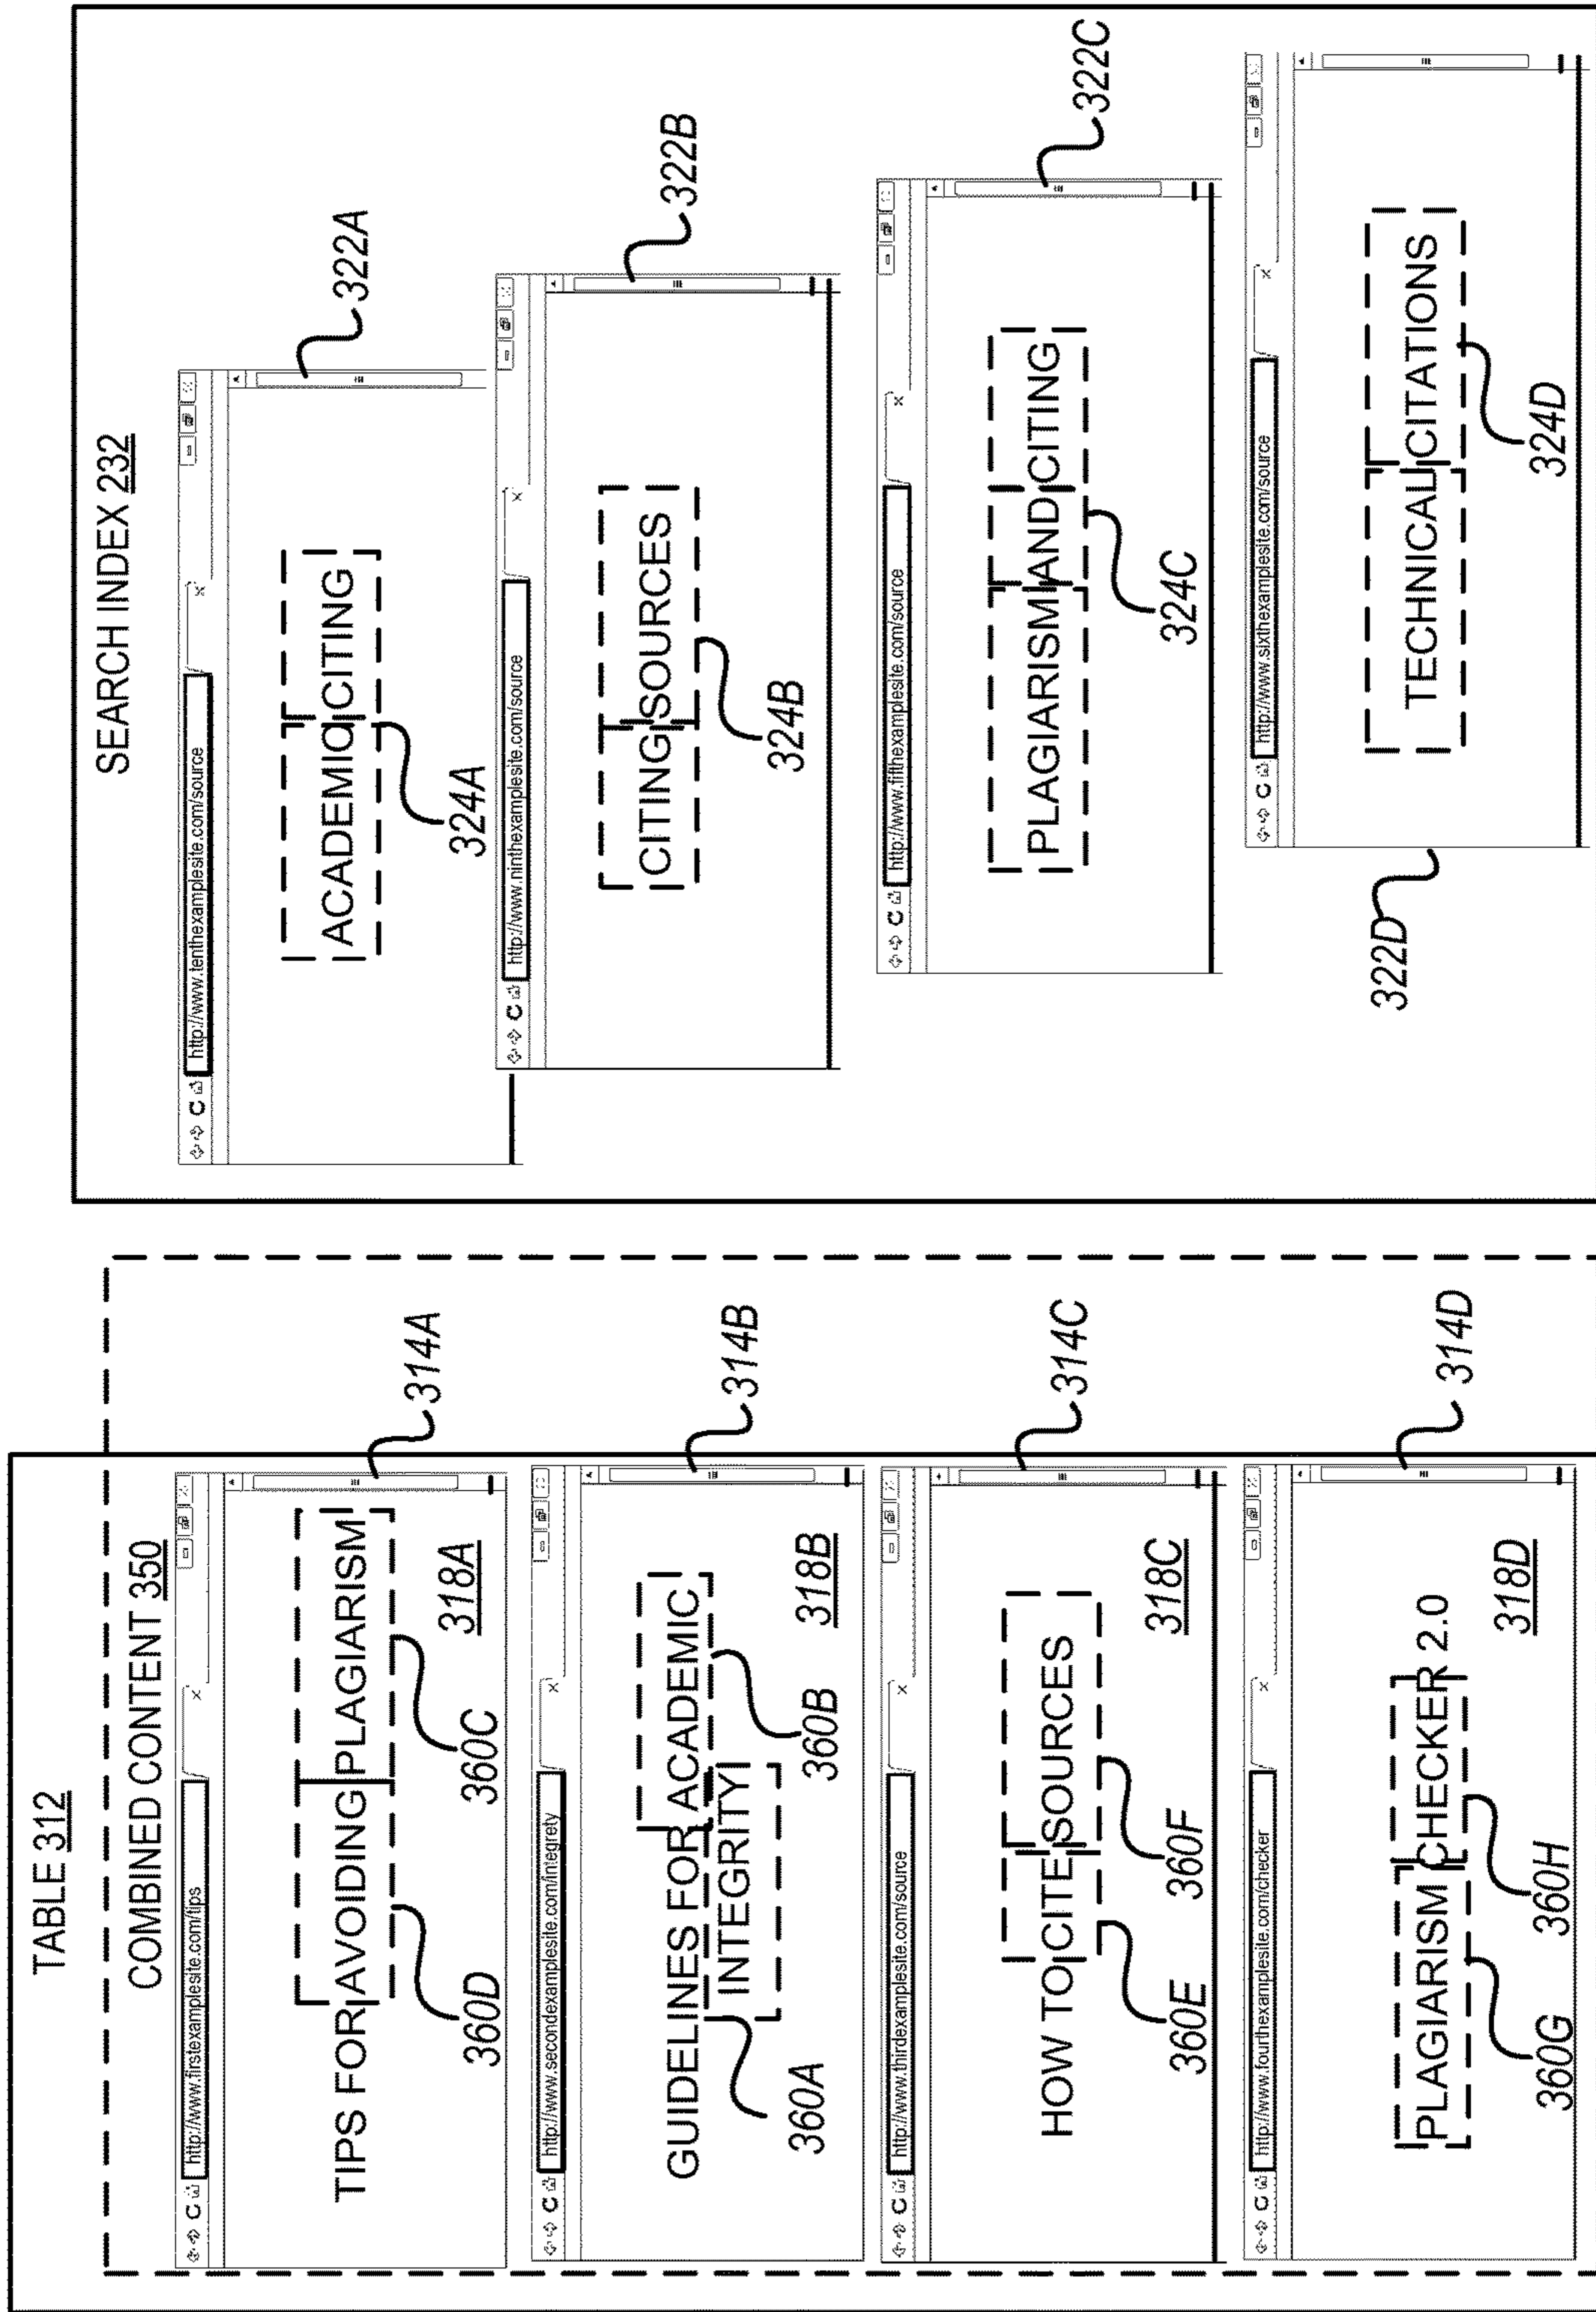 TABLE 312
COMBINED CONTENT 350
http://www.firstexamplesite.com/tips
TIPS FOR AVOIDING PLAGIARISM
360D
360C
318A
314A
http://www.secondexamplesite.com/integrety
GUIDELINES FOR ACADEMIC
INTEGRITY
360A
360B
318B
314B
http://www.thirdexamplesite.com/source
HOW TO CITE SOURCES
360E
360F
318C
314C
http://www.fourthexamplesite.com/checker
PLAGIARISM CHECKER 2.0
360G
360H
318D
314D
SEARCH INDEX 232
http://www.tenthexamplesite.com/source
ACADEMIC CITING
324A
322A
http://www.ninthexamplesite.com/source
CITING SOURCES
324B
322B
http://www.fifthexamplesite.com/source
PLAGIARISM AND CITING
324C
322C
http://www.sixthexamplesite.com/source
TECHNICAL CITATIONS
322D
324D